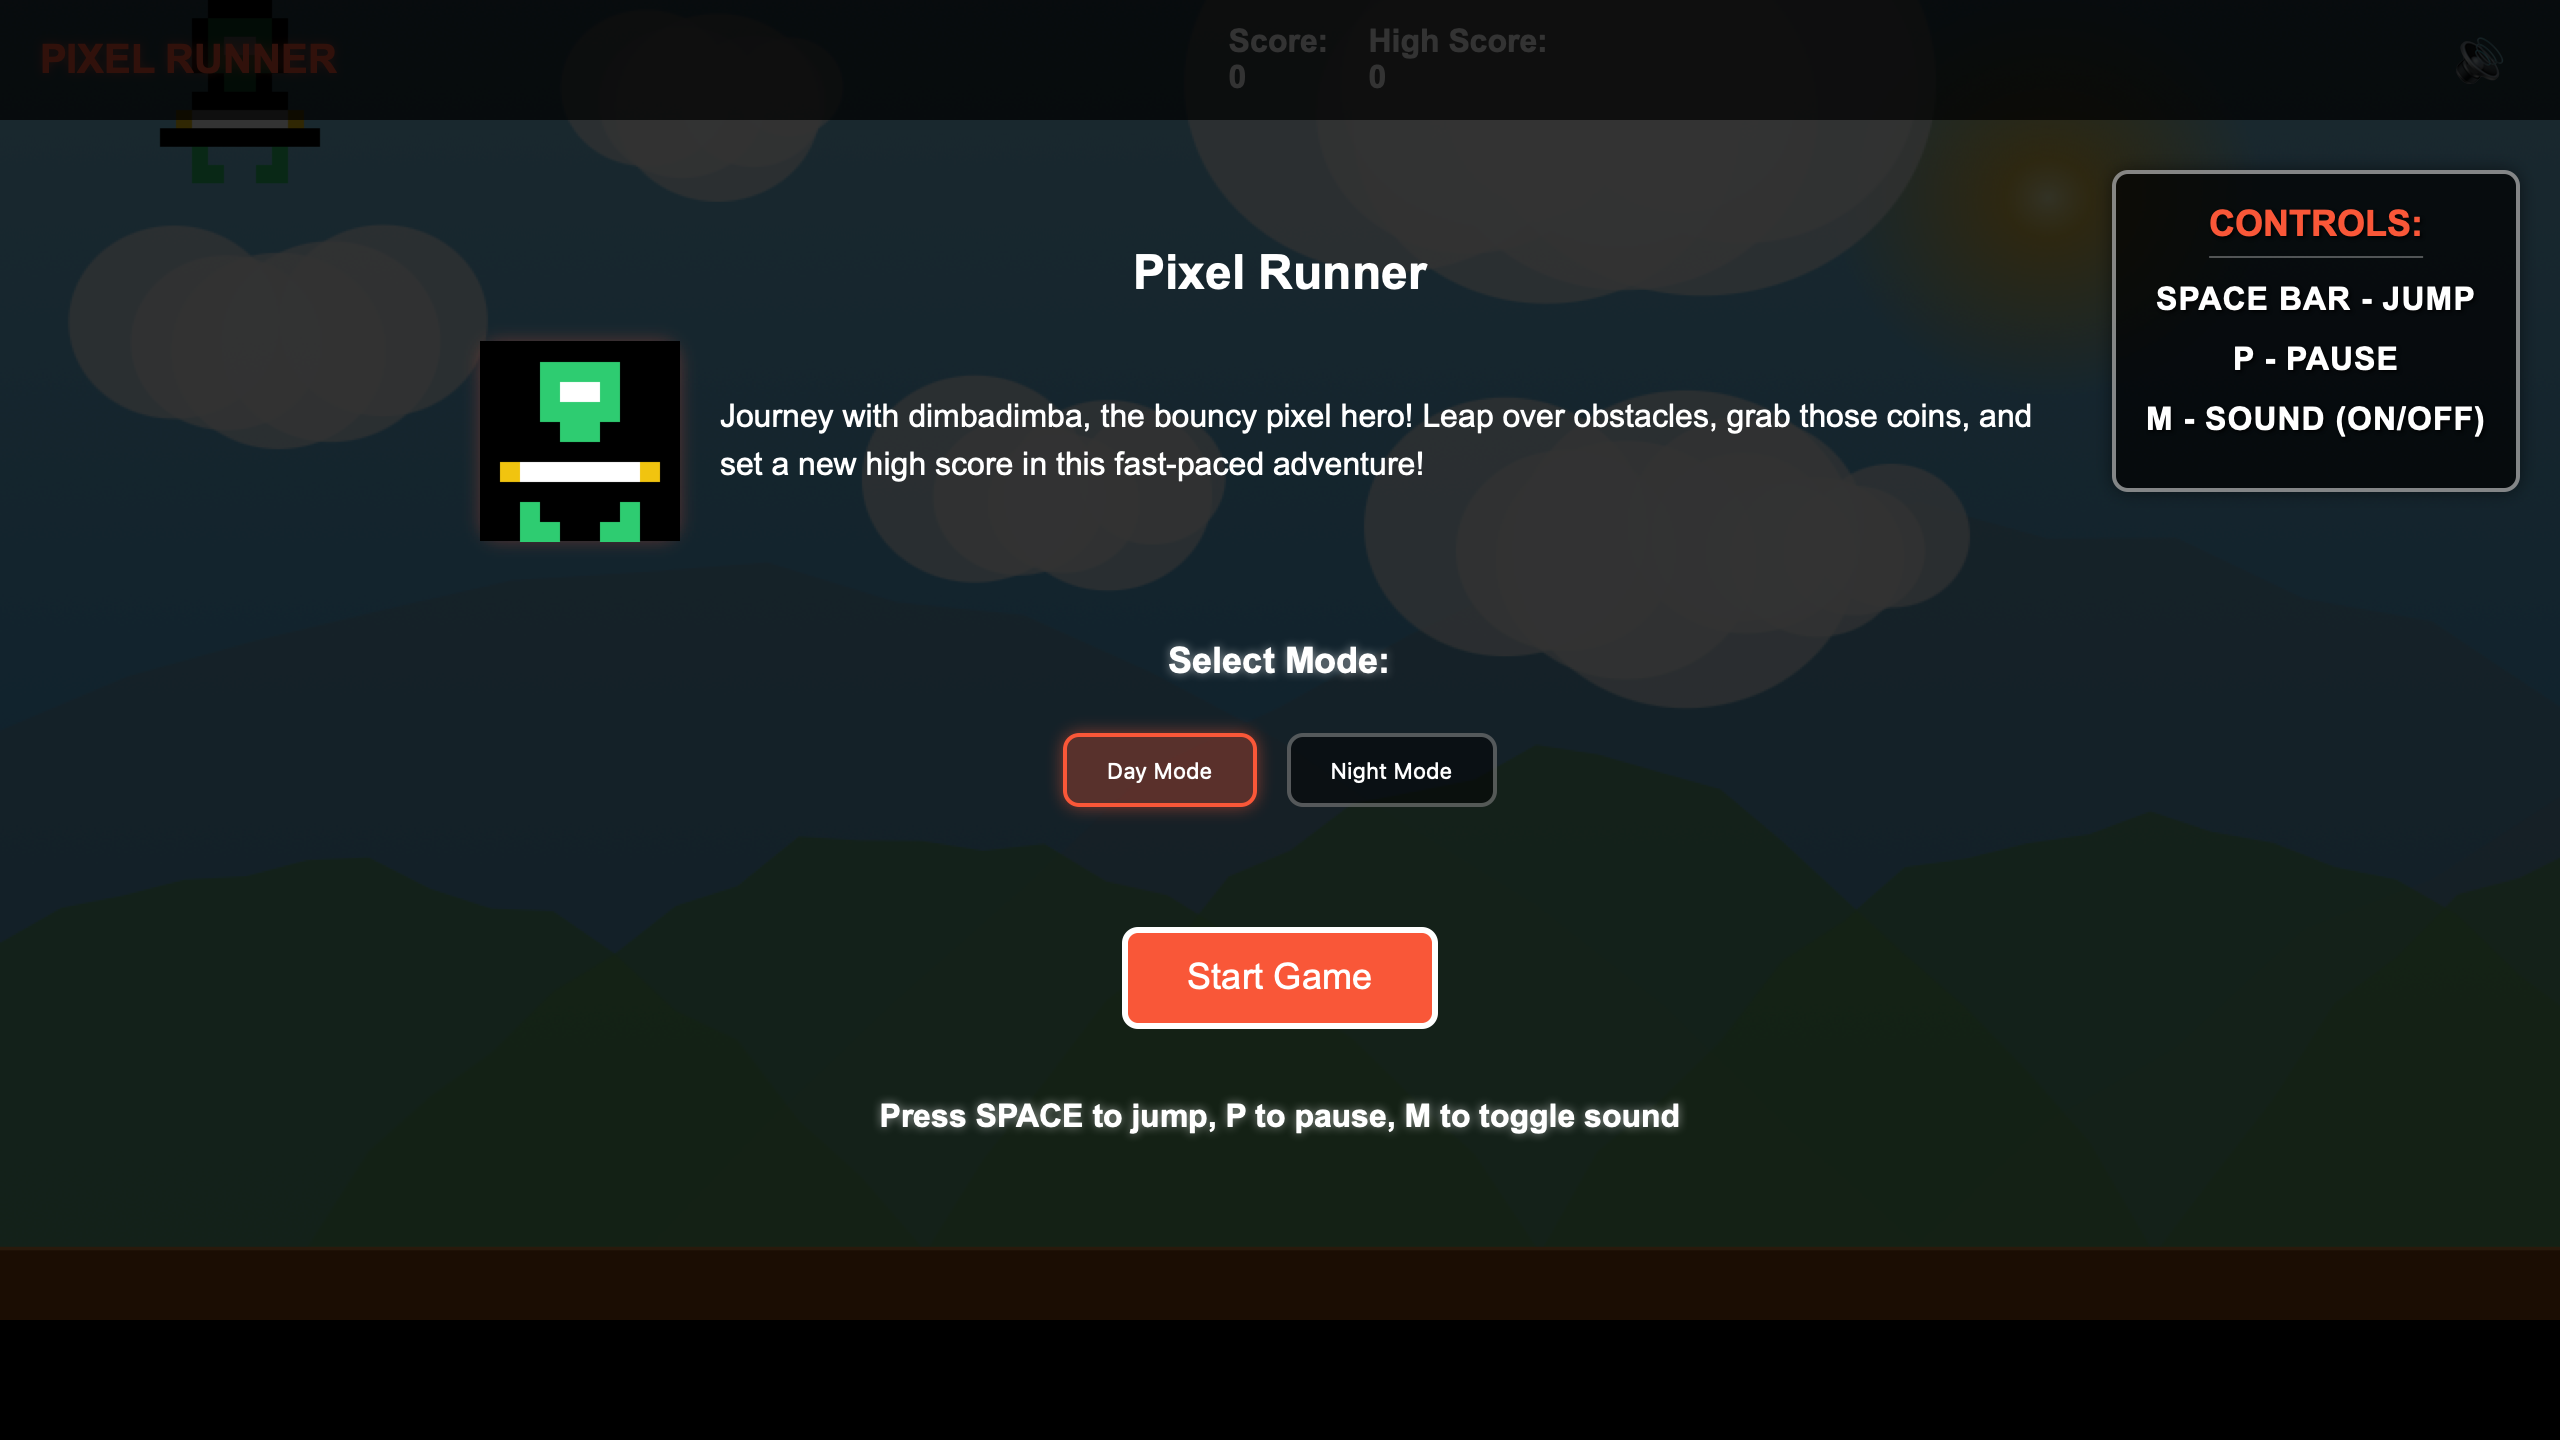 PIXEL RUNNER
Score:
0
High Score:
0
Pixel Runner
Journey with dimbadimba, the bouncy pixel hero! Leap over obstacles, grab those coins, and
set a new high score in this fast-paced adventure!
CONTROLS:
SPACE BAR - JUMP
P - PAUSE
M - SOUND (ON/OFF)
Select Mode:
Day Mode
Night Mode
Start Game
Press SPACE to jump, P to pause, M to toggle sound